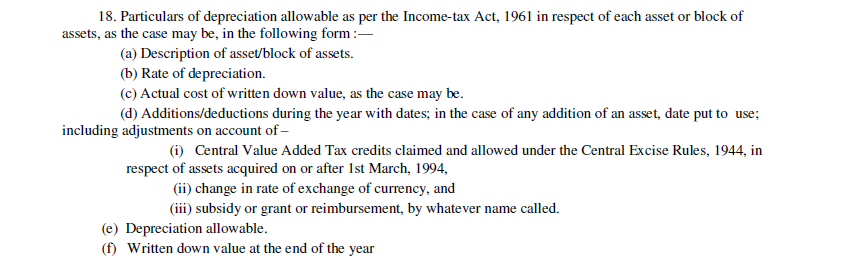 18. Particulars of depreciation allowable as per the Income-tax Act, 1961 in respect of each asset or block of
assets, as the case may be, in the following form :—
(a) Description of asset/block of assets.
(b) Rate of depreciation.
(c) Actual cost of written down value, as the case may be.
(d) Additions/deductions during the year with dates; in the case of any addition of an asset, date put to use;
including adjustments on account of –
(i) Central Value Added Tax credits claimed and allowed under the Central Excise Rules, 1944, in
respect of assets acquired on or after 1st March, 1994,
(ii) change in rate of exchange of currency, and
(iii) subsidy or grant or reimbursement, by whatever name called.
(e) Depreciation allowable.
(f) Written down value at the end of the year